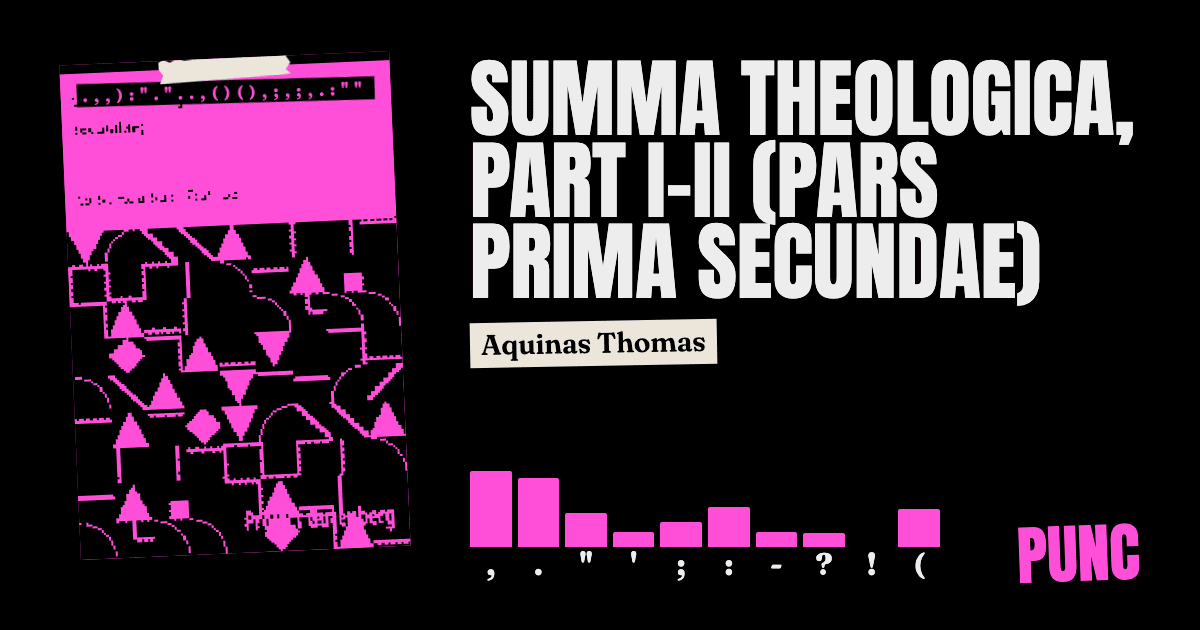 .,,):"."..,()(),;,;,.:""
SUMMA THEOLOGICA,
PART I-II (PARS
PRIMA SECUNDAE)
Aquinas Thomas
, . " ' ; : - ? ! (
PUNC